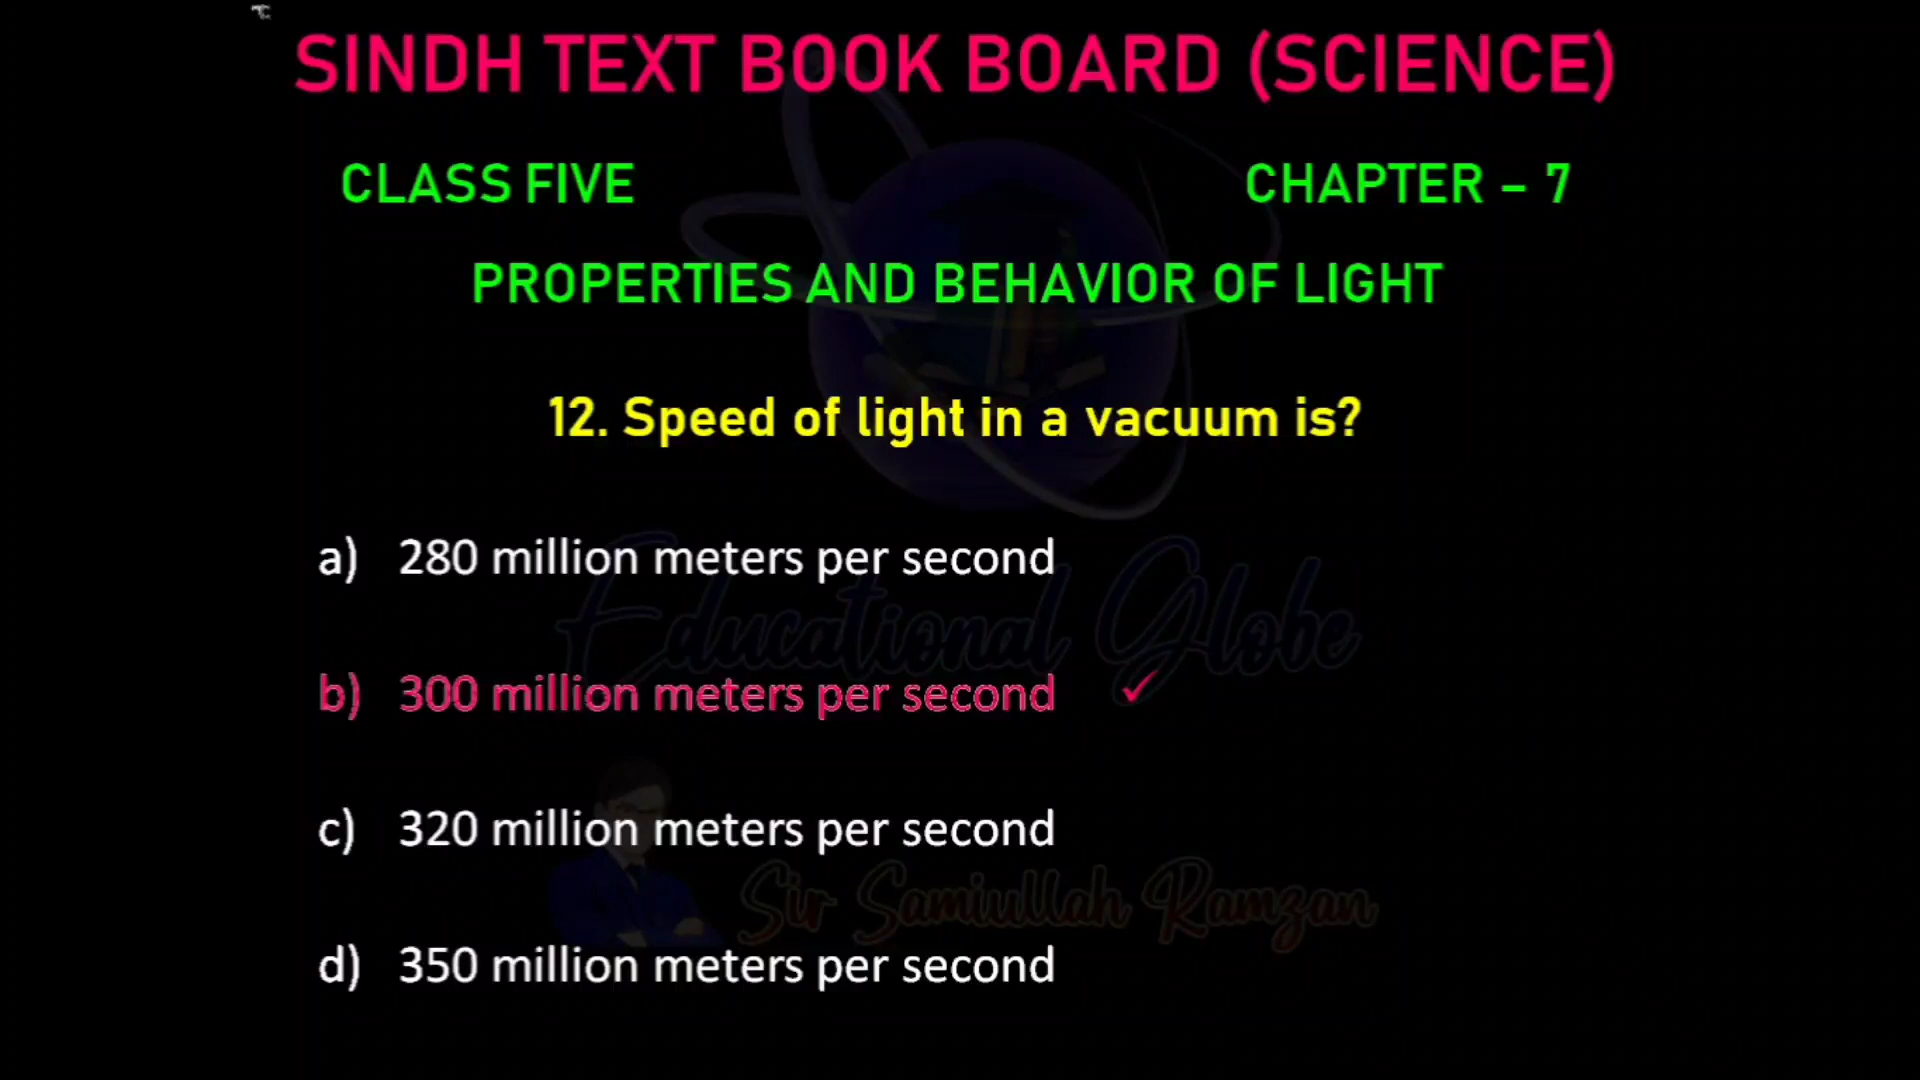 SINDH TEXT BOOK BOARD (SCIENCE)
CLASS FIVE CHAPTER – 7
PROPERTIES AND BEHAVIOR OF LIGHT
12. Speed of light in a vacuum is?
a) 280 million meters per second
Educational Globe
b) 300 million meters per second ✓
c) 320 million meters per second
Sir Samiullah Ramzan
d) 350 million meters per second